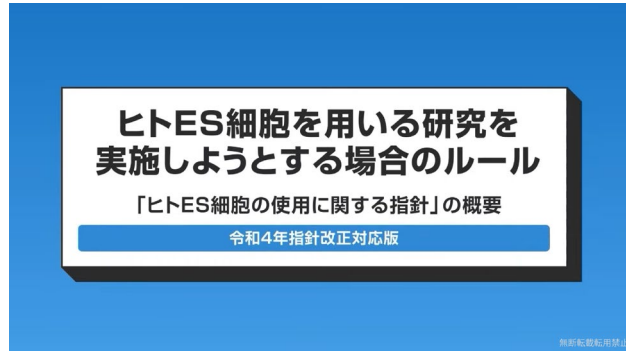 ヒトES細胞を用いる研究を
実施しようとする場合のルール
「ヒトES細胞の使用に関する指針」の概要
令和4年指針改正対応版
無断転載転用禁止